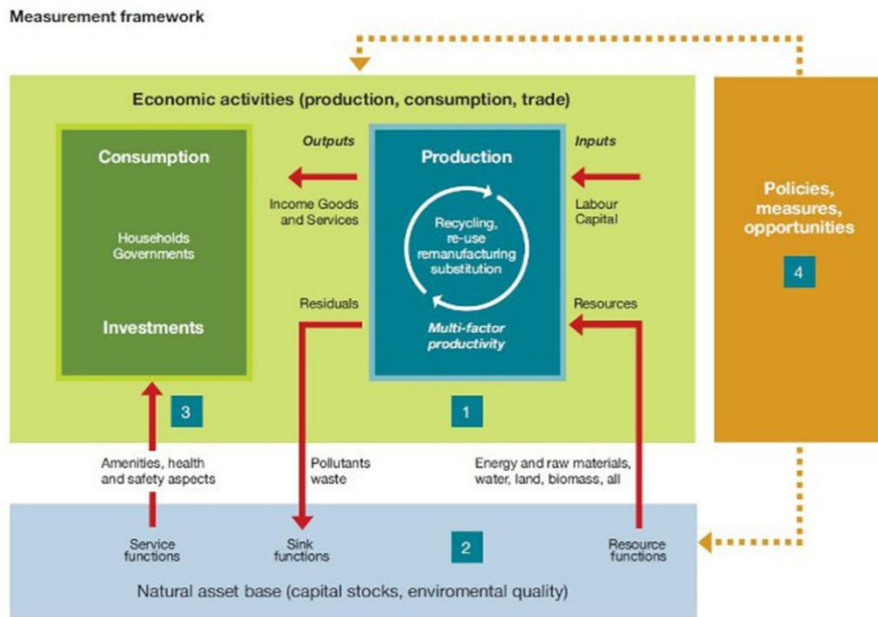 Measurement framework
Economic activities (production, consumption, trade)
Consumption
Households
Governments
Investments
3
Outputs
Income Goods
and Services
Residuals
Production
Recycling,
re-use
remanufacturing
substitution
Multi-factor
productivity
1
Inputs
Labour
Capital
Resources
Policies,
measures,
opportunities
4
Amenities, health
and safety aspects
Pollutants
waste
Energy and raw materials,
water, land, biomass, all
Service
functions
Sink
functions
2
Resource
functions
Natural asset base (capital stocks, enviromental quality)